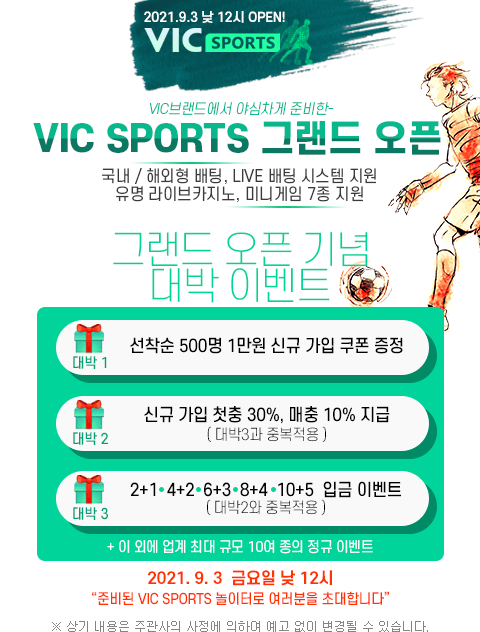 2021.9.3 낮 12시 OPEN!
VIC SPORTS
VIC브랜드에서 야심차게 준비한-
VIC SPORTS 그랜드 오픈
국내 / 해외형 배팅, LIVE 배팅 시스템 지원
유명 라이브카지노, 미니게임 7종 지원
그랜드 오픈 기념
대박 이벤트
대박 1
선착순 500명 1만원 신규 가입 쿠폰 증정
대박 2
신규 가입 첫충 30%, 매충 10% 지급
( 대박3과 중복적용 )
대박 3
2+1•4+2•6+3•8+4•10+5 입금 이벤트
( 대박2와 중복적용 )
+ 이 외에 업계 최대 규모 10여 종의 정규 이벤트
2021. 9. 3 금요일 낮 12시
“준비된 VIC SPORTS 놀이터로 여러분을 초대합니다”
※ 상기 내용은 주관사의 사정에 의하여 예고 없이 변경될 수 있습니다.